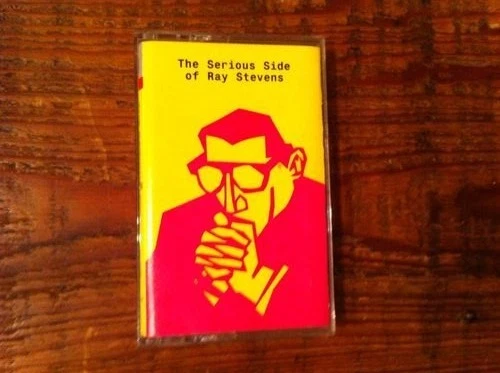 The Serious Side
of Ray Stevens